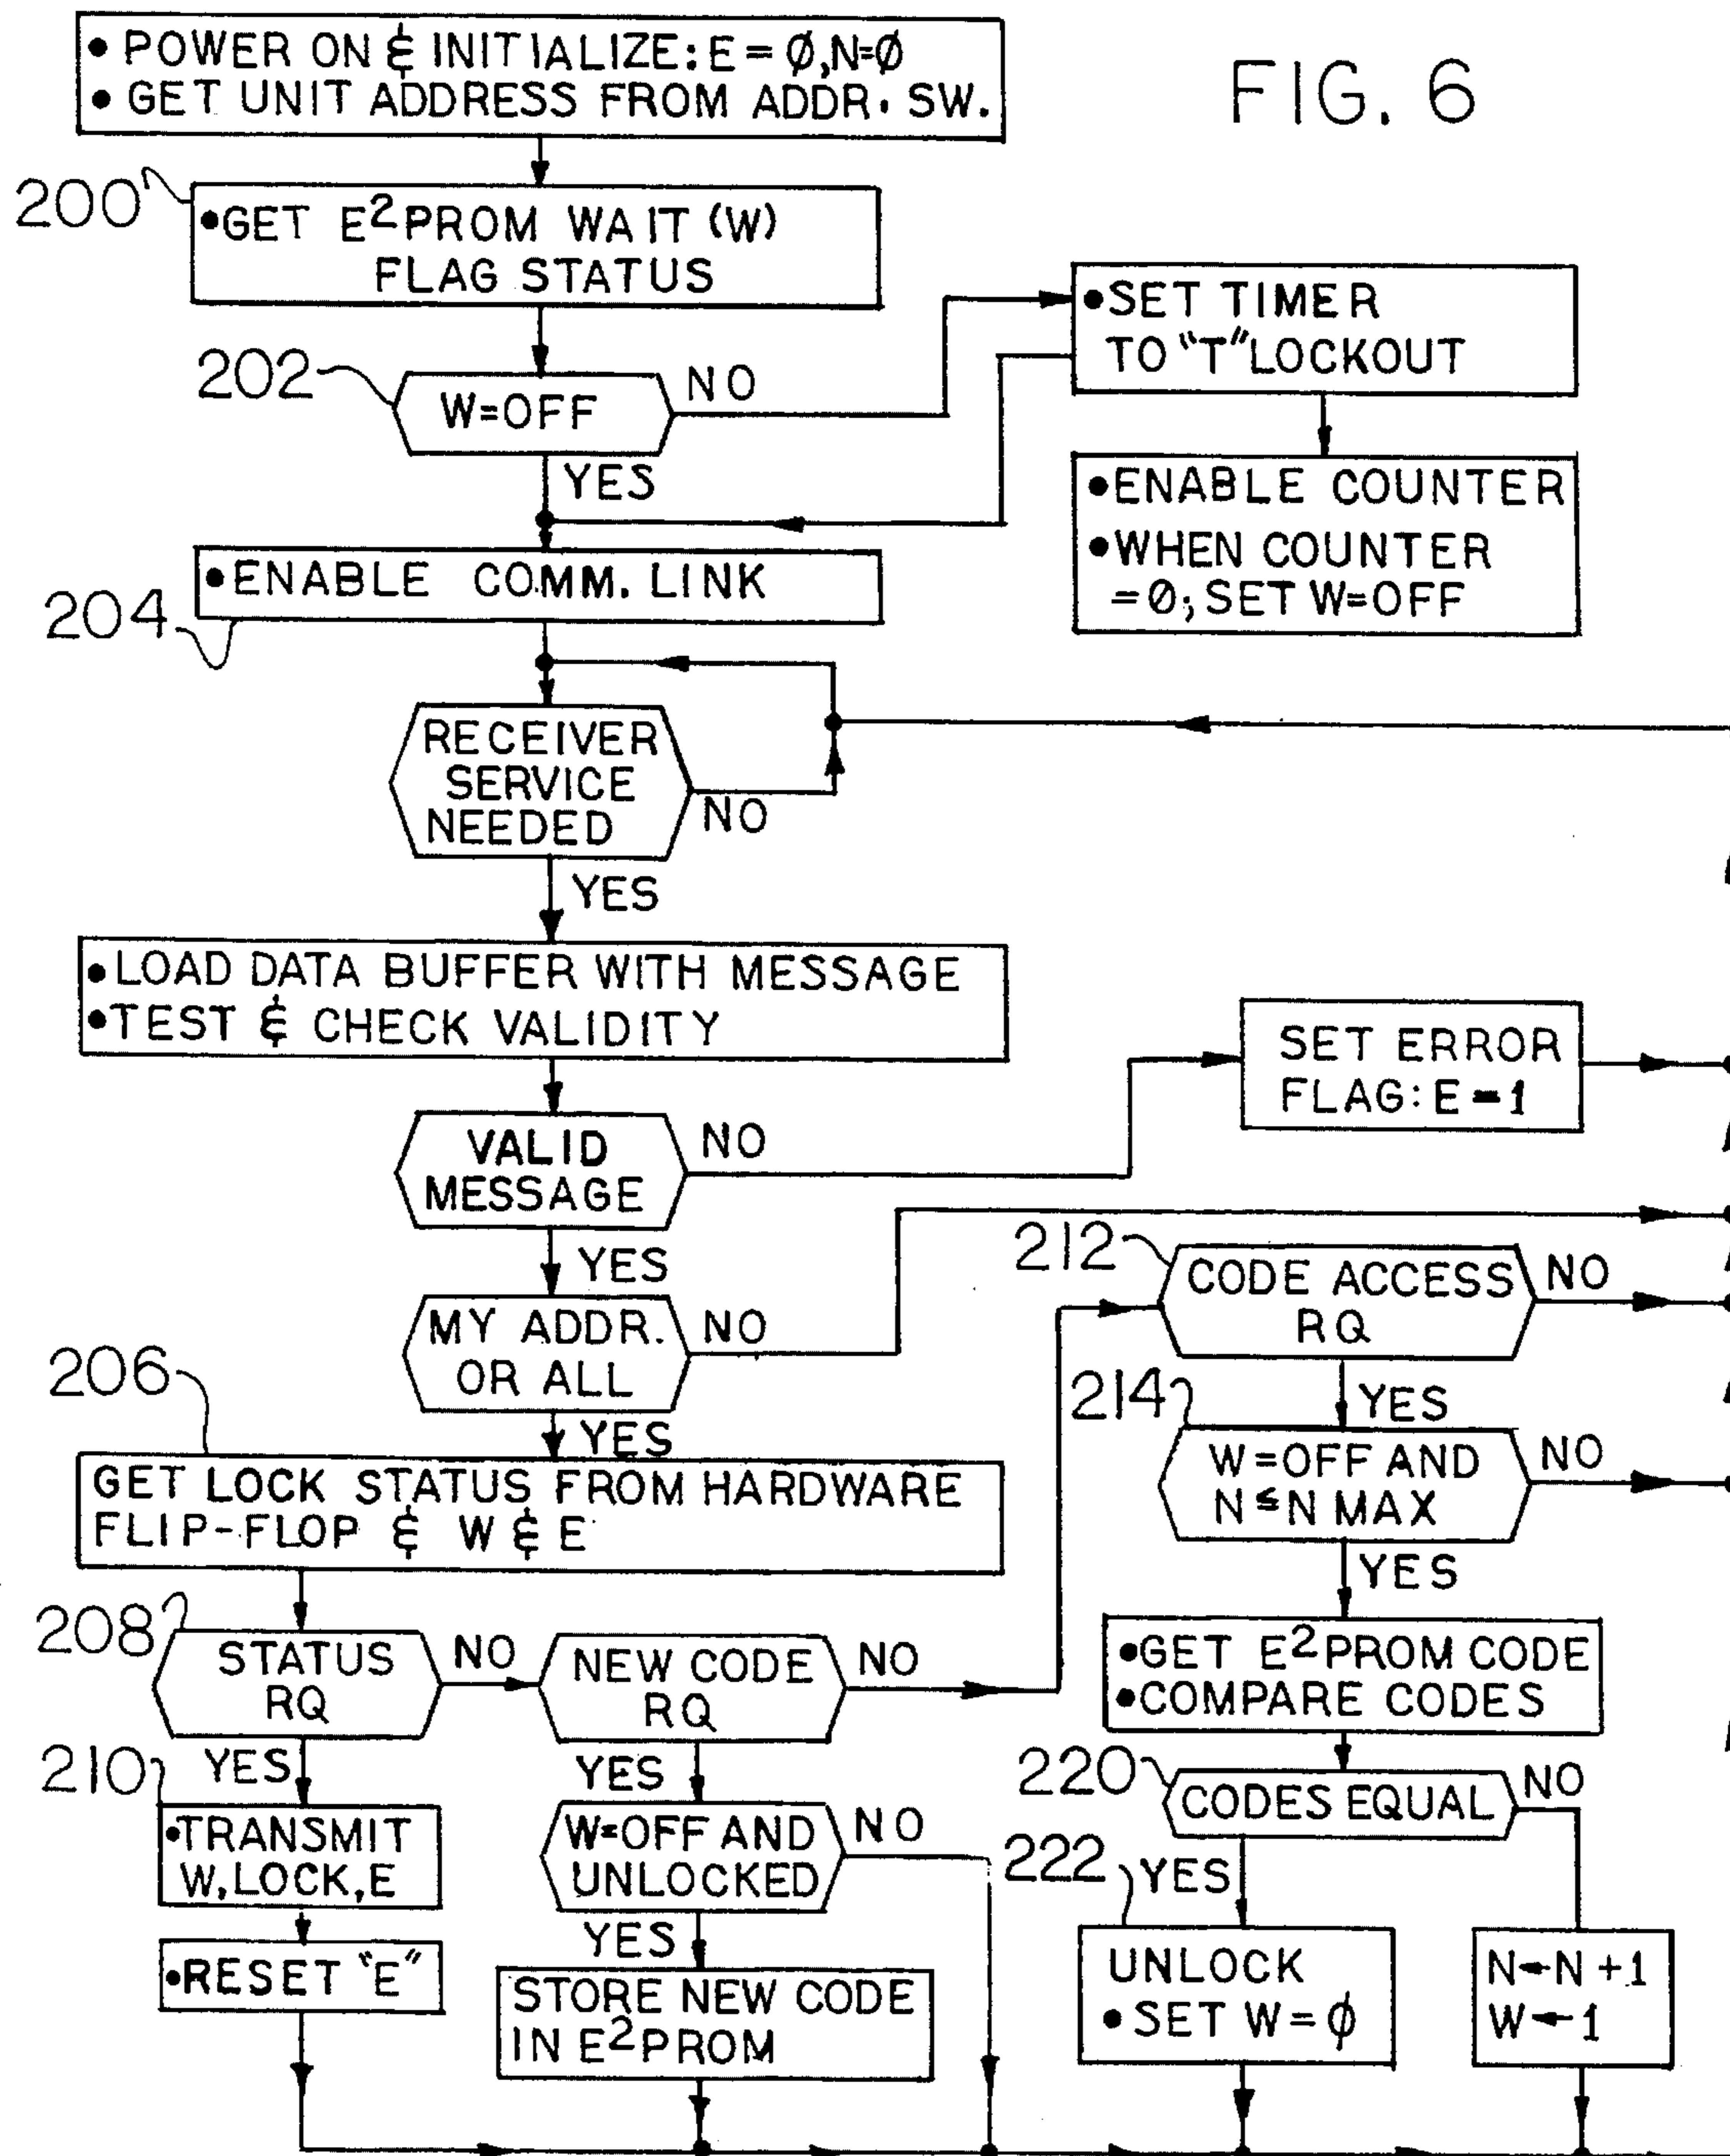 • POWER ON & INITIALIZE: E = Ø, N=Ø
• GET UNIT ADDRESS FROM ADDR. SW.
FIG. 6
200
• GET E²PROM WAIT (W)
FLAG STATUS
202
W=OFF
NO
YES
• SET TIMER
TO "T" LOCKOUT
• ENABLE COUNTER
• WHEN COUNTER
=Ø; SET W=OFF
• ENABLE COMM. LINK
204
RECEIVER
SERVICE
NEEDED
NO
YES
• LOAD DATA BUFFER WITH MESSAGE
• TEST & CHECK VALIDITY
SET ERROR
FLAG: E = 1
VALID
MESSAGE
NO
YES
MY ADDR.
OR ALL
NO
YES
206
GET LOCK STATUS FROM HARDWARE
FLIP-FLOP & W & E
208
STATUS
RQ
NO
YES
NEW CODE
RQ
NO
YES
210
• TRANSMIT
W, LOCK, E
• RESET "E"
W=OFF AND
UNLOCKED
NO
YES
STORE NEW CODE
IN E²PROM
212
CODE ACCESS
RQ
NO
YES
214
W=OFF AND
N ≤ N MAX
NO
YES
• GET E²PROM CODE
• COMPARE CODES
220
CODES EQUAL
NO
222
YES
UNLOCK
• SET W = Ø
N ← N + 1
W ← 1